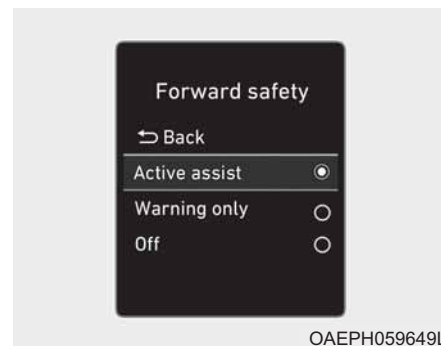 Forward safety
Back
Active assist
Warning only
Off
OAEPH059649L